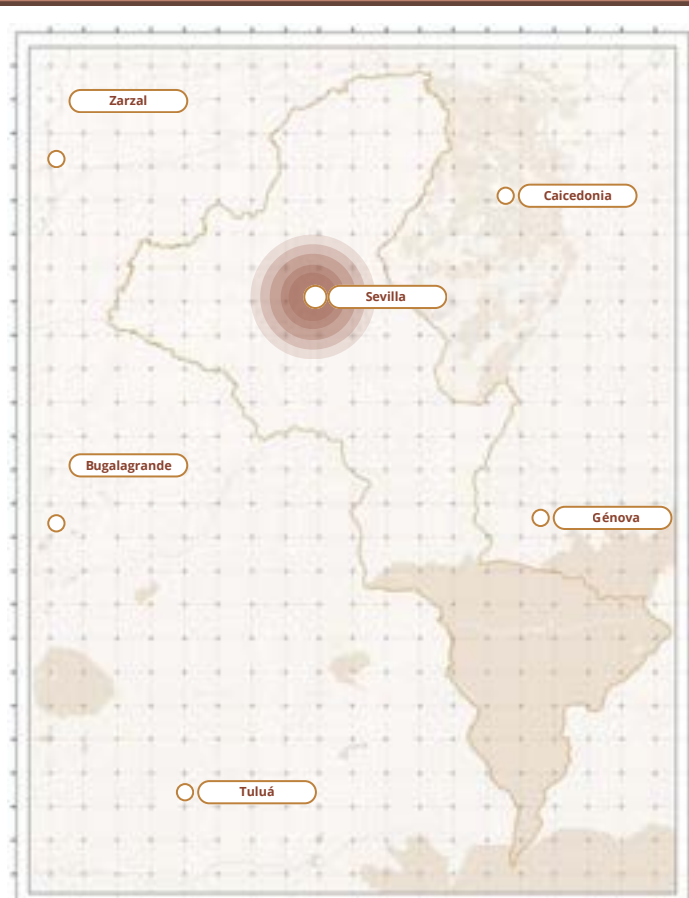 Zarzal
Caicedonia
Sevilla
Bugalagrande
Génova
Tuluá